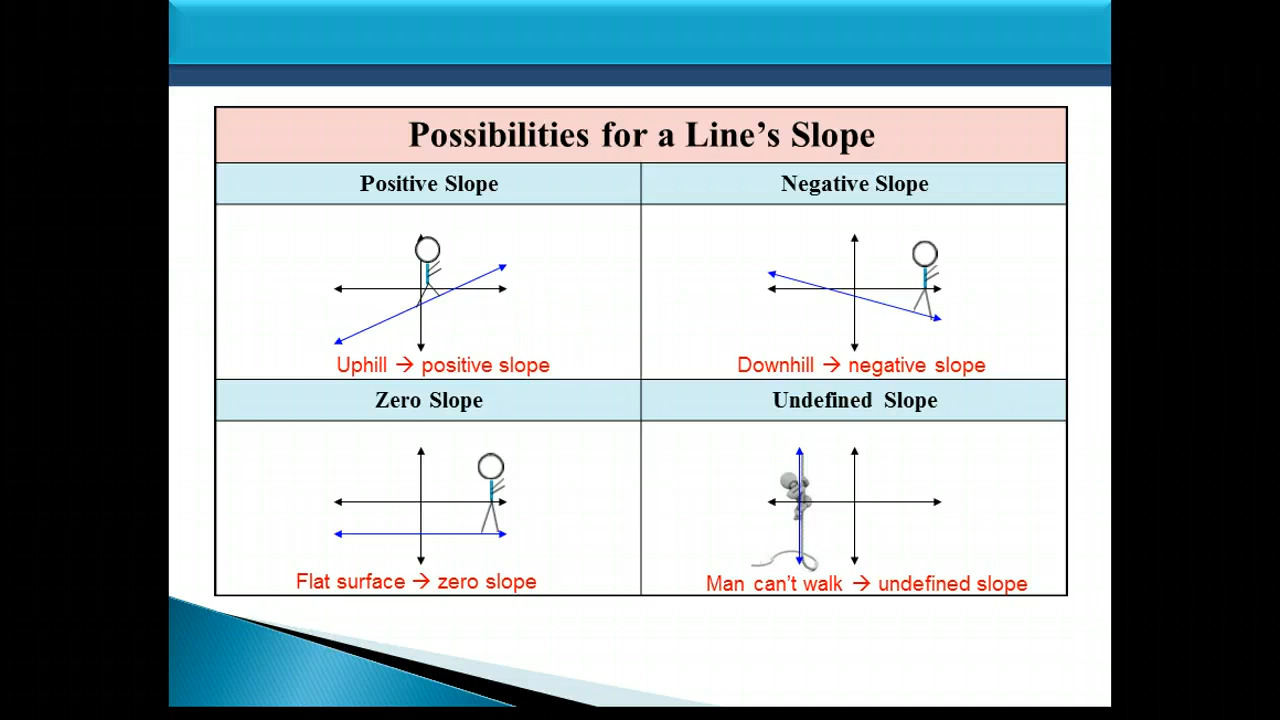 Possibilities for a Line's Slope
Positive Slope
Negative Slope
Uphill → positive slope
Downhill → negative slope
Zero Slope
Undefined Slope
Flat surface → zero slope
Man can't walk → undefined slope